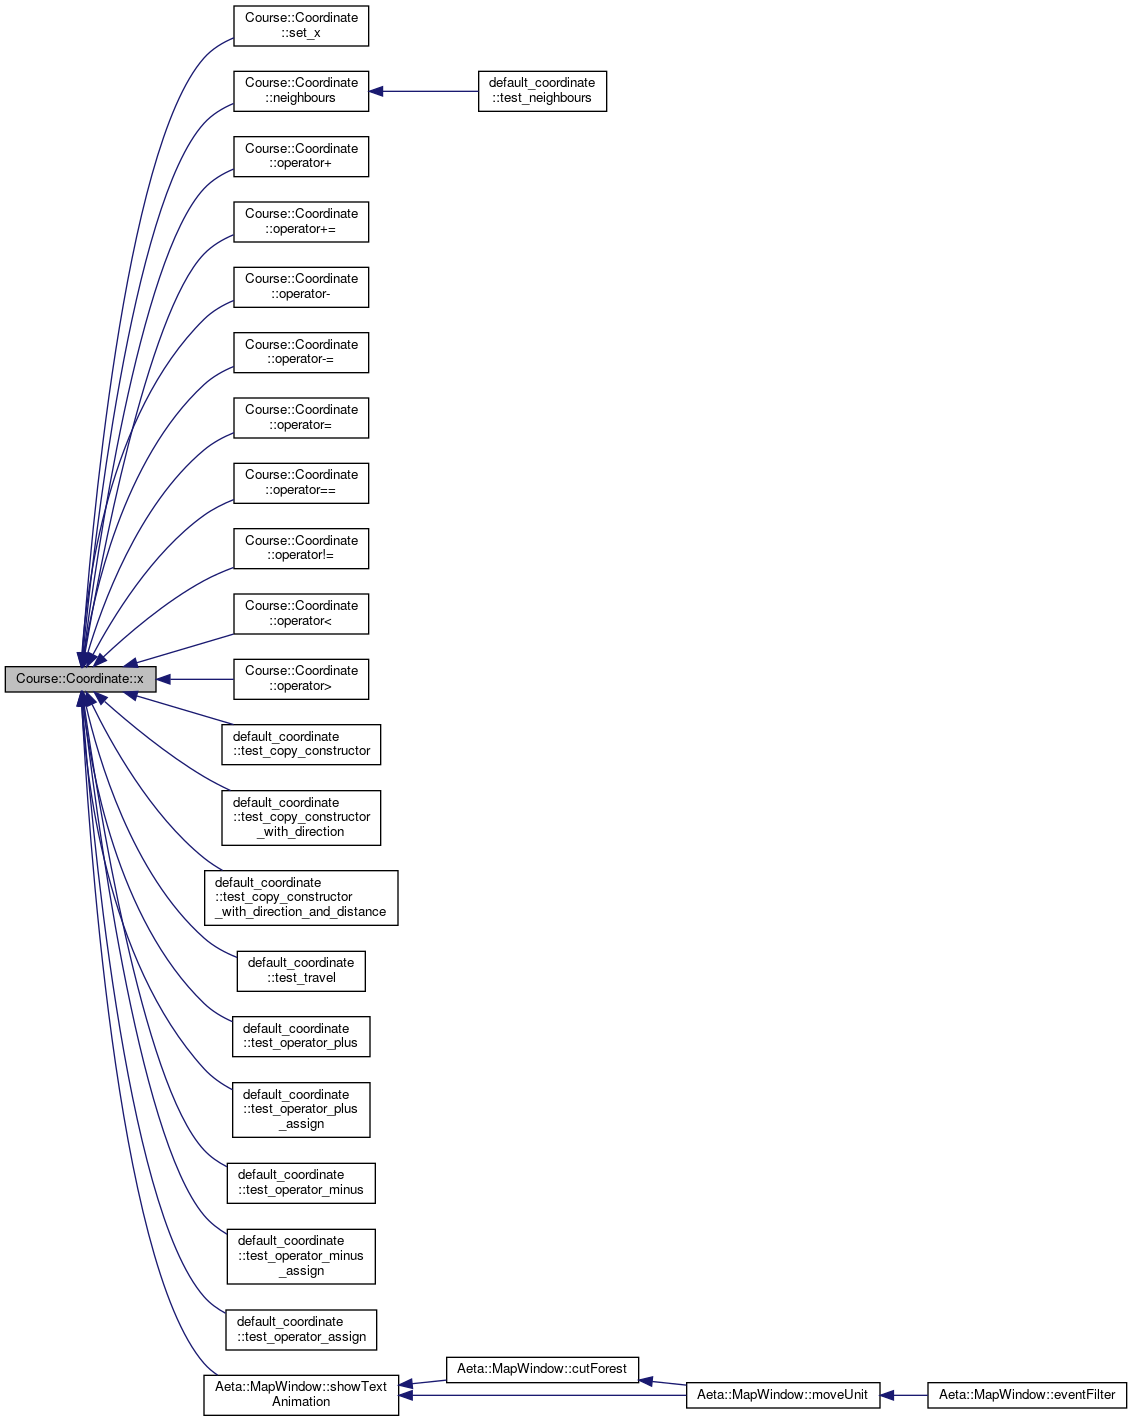 Course::Coordinate
::set_x
Course::Coordinate
::neighbours
default_coordinate
::test_neighbours
Course::Coordinate
::operator+
Course::Coordinate
::operator+=
Course::Coordinate
::operator-
Course::Coordinate
::operator-=
Course::Coordinate
::operator=
Course::Coordinate
::operator==
Course::Coordinate
::operator!=
Course::Coordinate
::operator<
Course::Coordinate
::operator>
Course::Coordinate::x
default_coordinate
::test_copy_constructor
default_coordinate
::test_copy_constructor
_with_direction
default_coordinate
::test_copy_constructor
_with_direction_and_distance
default_coordinate
::test_travel
default_coordinate
::test_operator_plus
default_coordinate
::test_operator_plus
_assign
default_coordinate
::test_operator_minus
default_coordinate
::test_operator_minus
_assign
default_coordinate
::test_operator_assign
Aeta::MapWindow::showText
Animation
Aeta::MapWindow::cutForest
Aeta::MapWindow::moveUnit
Aeta::MapWindow::eventFilter